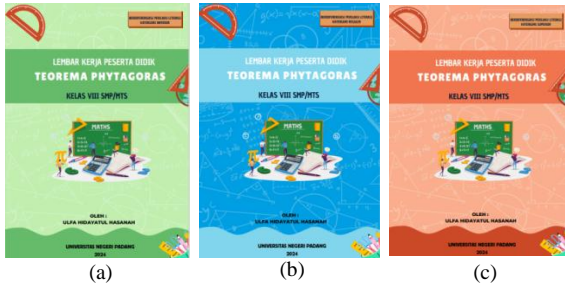 LEMBAR KERJA PESERTA DIDIK
TEOREMA PHYTAGORAS
KELAS VIII SMP/MTS
MATHS
OLEH :
ULFA HIDAYATUL HASANAH
UNIVERSITAS NEGERI PADANG
2024
(a)
LEMBAR KERJA PESERTA DIDIK
TEOREMA PHYTAGORAS
KELAS VIII SMP/MTS
MATHS
OLEH :
ULFA HIDAYATUL HASANAH
UNIVERSITAS NEGERI PADANG
2024
(b)
LEMBAR KERJA PESERTA DIDIK
TEOREMA PHYTAGORAS
KELAS VIII SMP/MTS
MATHS
OLEH :
ULFA HIDAYATUL HASANAH
UNIVERSITAS NEGERI PADANG
2024
(c)